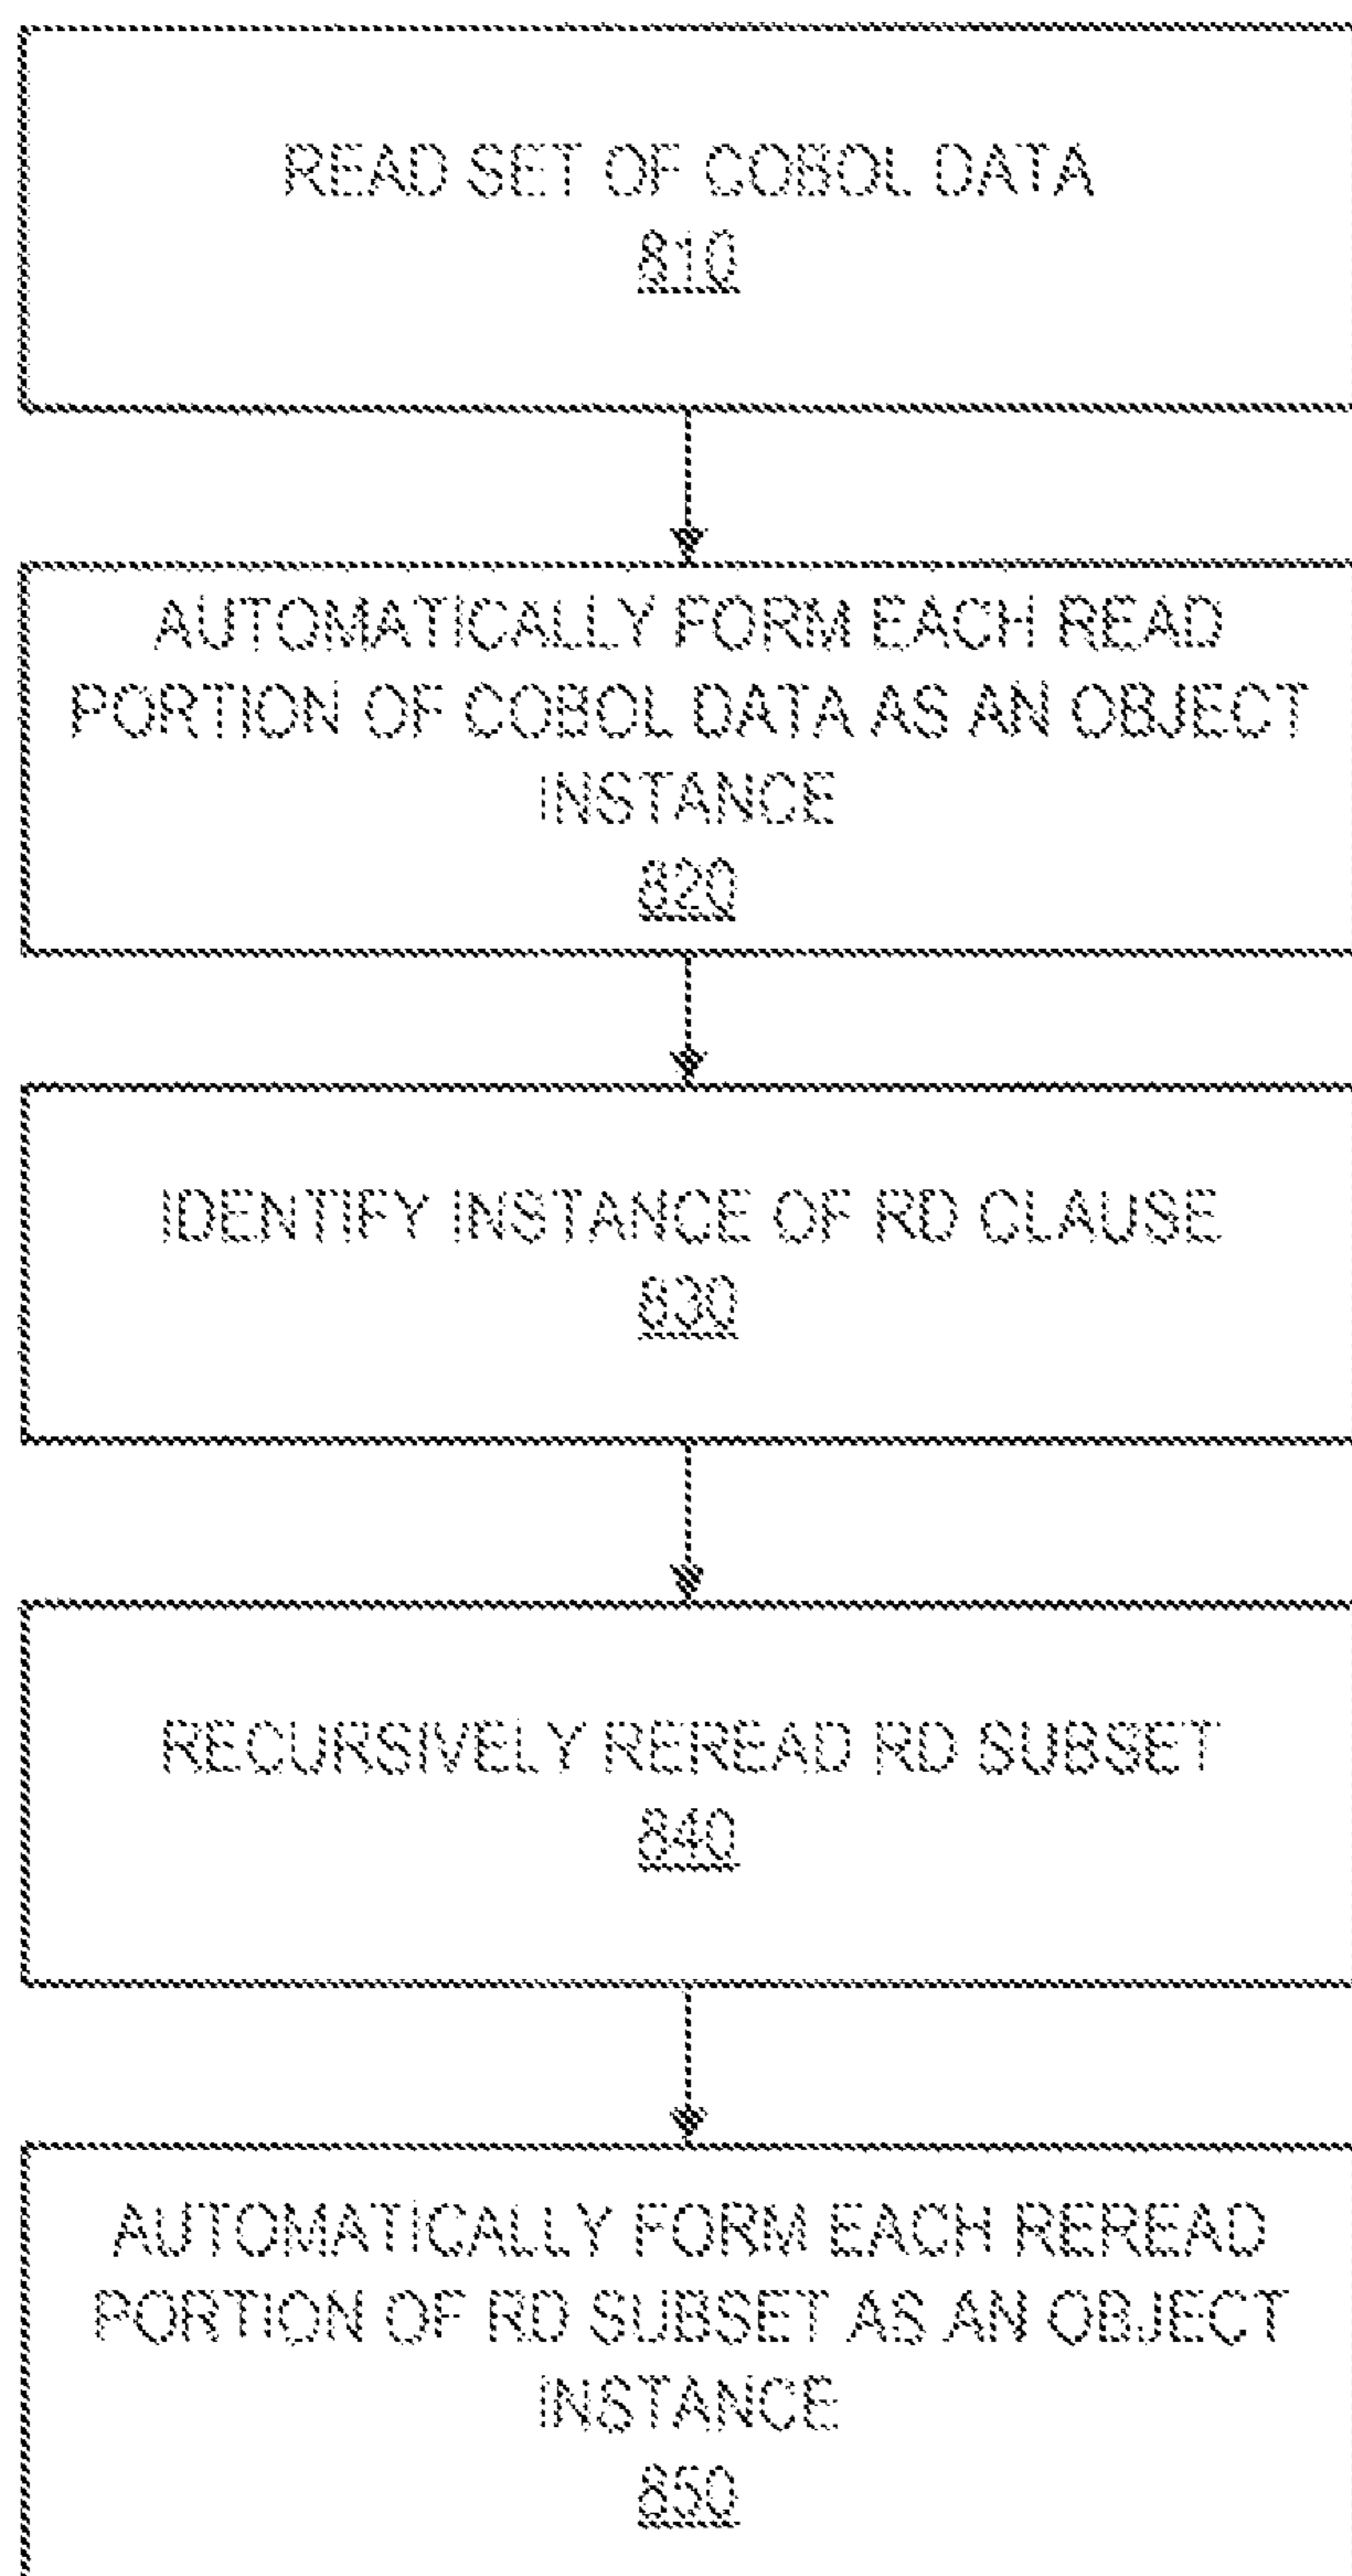 READ SET OF COBOL DATA
810
AUTOMATICALLY FORM EACH READ
PORTION OF COBOL DATA AS AN OBJECT
INSTANCE
820
IDENTIFY INSTANCE OF RD CLAUSE
830
RECURSIVELY REREAD RD SUBSET
840
AUTOMATICALLY FORM EACH REREAD
PORTION OF RD SUBSET AS AN OBJECT
INSTANCE
850